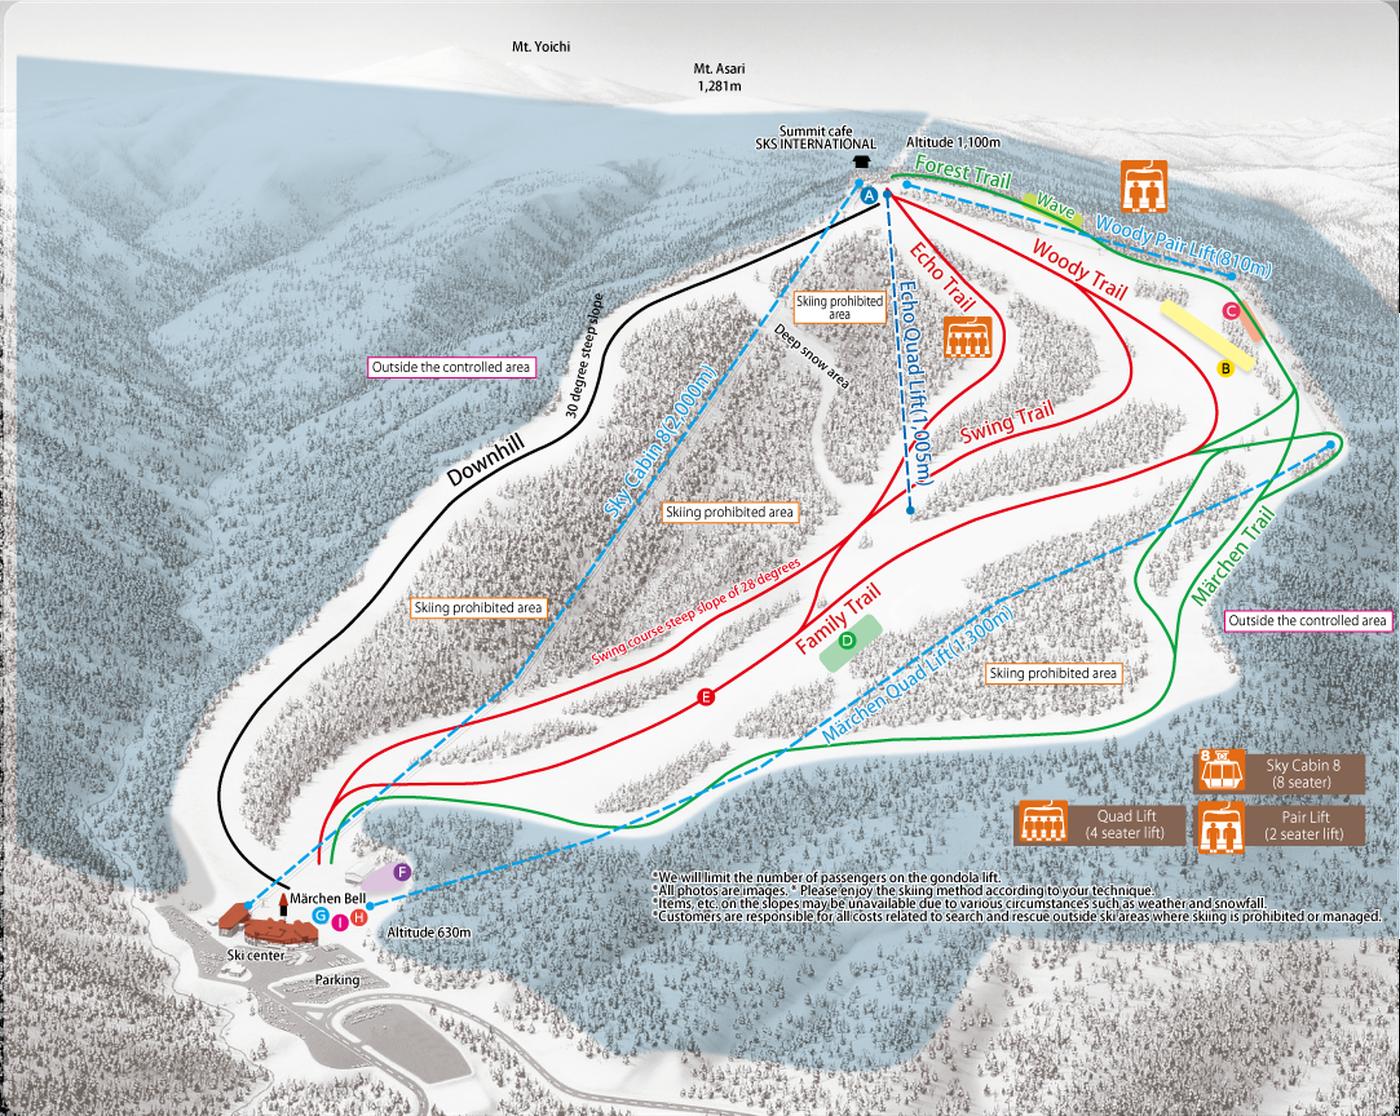 Mt. Yoichi
Mt. Asari
1,281m
Summit cafe
SKS INTERNATIONAL
Altitude 1,100m
Forest Trail
Wave
Woody Pair Lift(810m)
A
Echo Trail
Woody Trail
Skiing prohibited
area
Echo Quad Lift(1,005m)
C
B
Deep snow area
30 degree steep slope
Outside the controlled area
Sky Cabin 8(2,000m)
Swing Trail
Downhill
Skiing prohibited area
Märchen Trail
Skiing prohibited area
Swing course steep slope of 28 degrees
Family Trail
D
Märchen Quad Lift(1,300m)
Outside the controlled area
Skiing prohibited area
E
8
Sky Cabin 8
(8 seater)
Quad Lift
(4 seater lift)
Pair Lift
(2 seater lift)
F
Märchen Bell
G
I
H
Altitude 630m
Ski center
Parking
*We will limit the number of passengers on the gondola lift.
*All photos are images. * Please enjoy the skiing method according to your technique.
*Items, etc. on the slopes may be unavailable due to various circumstances such as weather and snowfall.
*Customers are responsible for all costs related to search and rescue outside ski areas where skiing is prohibited or managed.